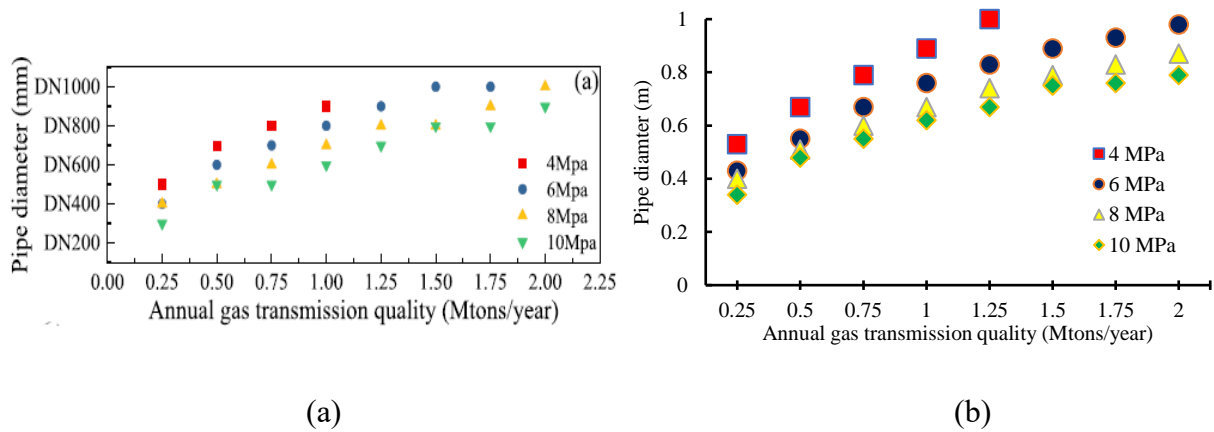 (a)
Pipe diameter (mm)
DN1000
DN800
DN600
DN400
DN200
4Mpa
6Mpa
8Mpa
10Mpa
0.00 0.25 0.50 0.75 1.00 1.25 1.50 1.75 2.00 2.25
Annual gas transmission quality (Mtons/year)
(a)
Pipe diamter (m)
1
0.8
0.6
0.4
0.2
0
4 MPa
6 MPa
8 MPa
10 MPa
0.25 0.5 0.75 1 1.25 1.5 1.75 2
Annual gas transmission quality (Mtons/year)
(b)